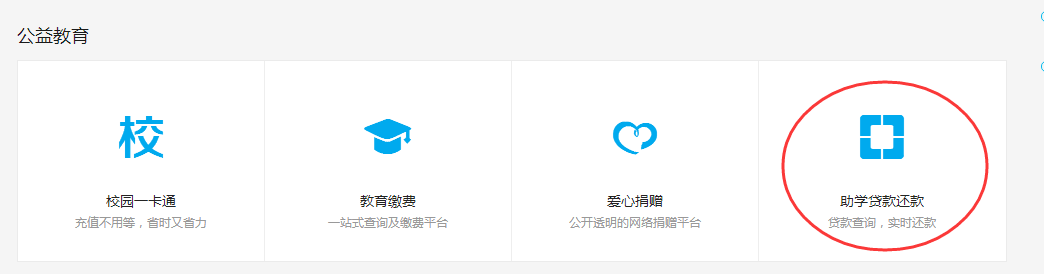 公益教育
校
校园一卡通
充值不用等，省时又省力
教育缴费
一站式查询及缴费平台
爱心捐赠
公开透明的网络捐赠平台
助学贷款还款
贷款查询，实时还款